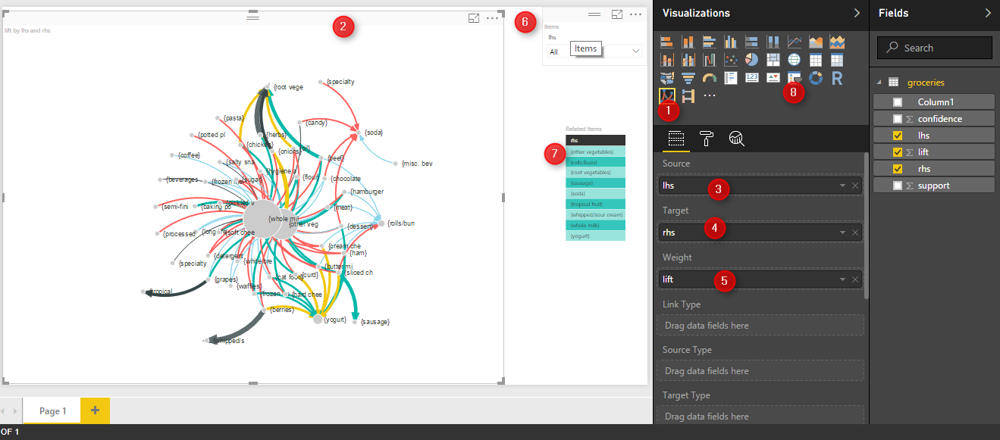 lift by lhs and rhs
2
{specialty
{root vege
{pasta}
{candy}
{soda}
{potted pl
{herbs}
{chicken
{onions}
{oil}
{coffee}
{beef}
{salty sna
{misc. bev
{hygiene a
{beverages
{frozen me
{sugar}
{flour}
{chocolate
{hamburger
{semi-fini
{baking po
{pickled v
{meat}
{whole mi
{other veg
{dessert}
{rolls/bun
{processed
{long
{soft chee
{cream che
{ham}
{specialty
{detergent
{white bre
{butter mi
{sliced ch
{grapes}
{waffles}
{cat food}
{curd}
{tropical
{frozen
{hard chee
{berries}
{yogurt}
{sausage}
{whipped/s
6
Items
lhs
All
Items
Related Items
7
rhs
{other vegetables}
{rolls/buns}
{root vegetables}
{sausage}
{soda}
{tropical fruit}
{whipped/sour cream}
{whole milk}
{yogurt}
Page 1
OF 1
Visualizations
123
R
8
1
Source
lhs
3
Target
rhs
4
Weight
lift
5
Link Type
Drag data fields here
Source Type
Drag data fields here
Target Type
Drag data fields here
Fields
Search
groceries
Column1
Σ confidence
lhs
Σ lift
rhs
Σ support